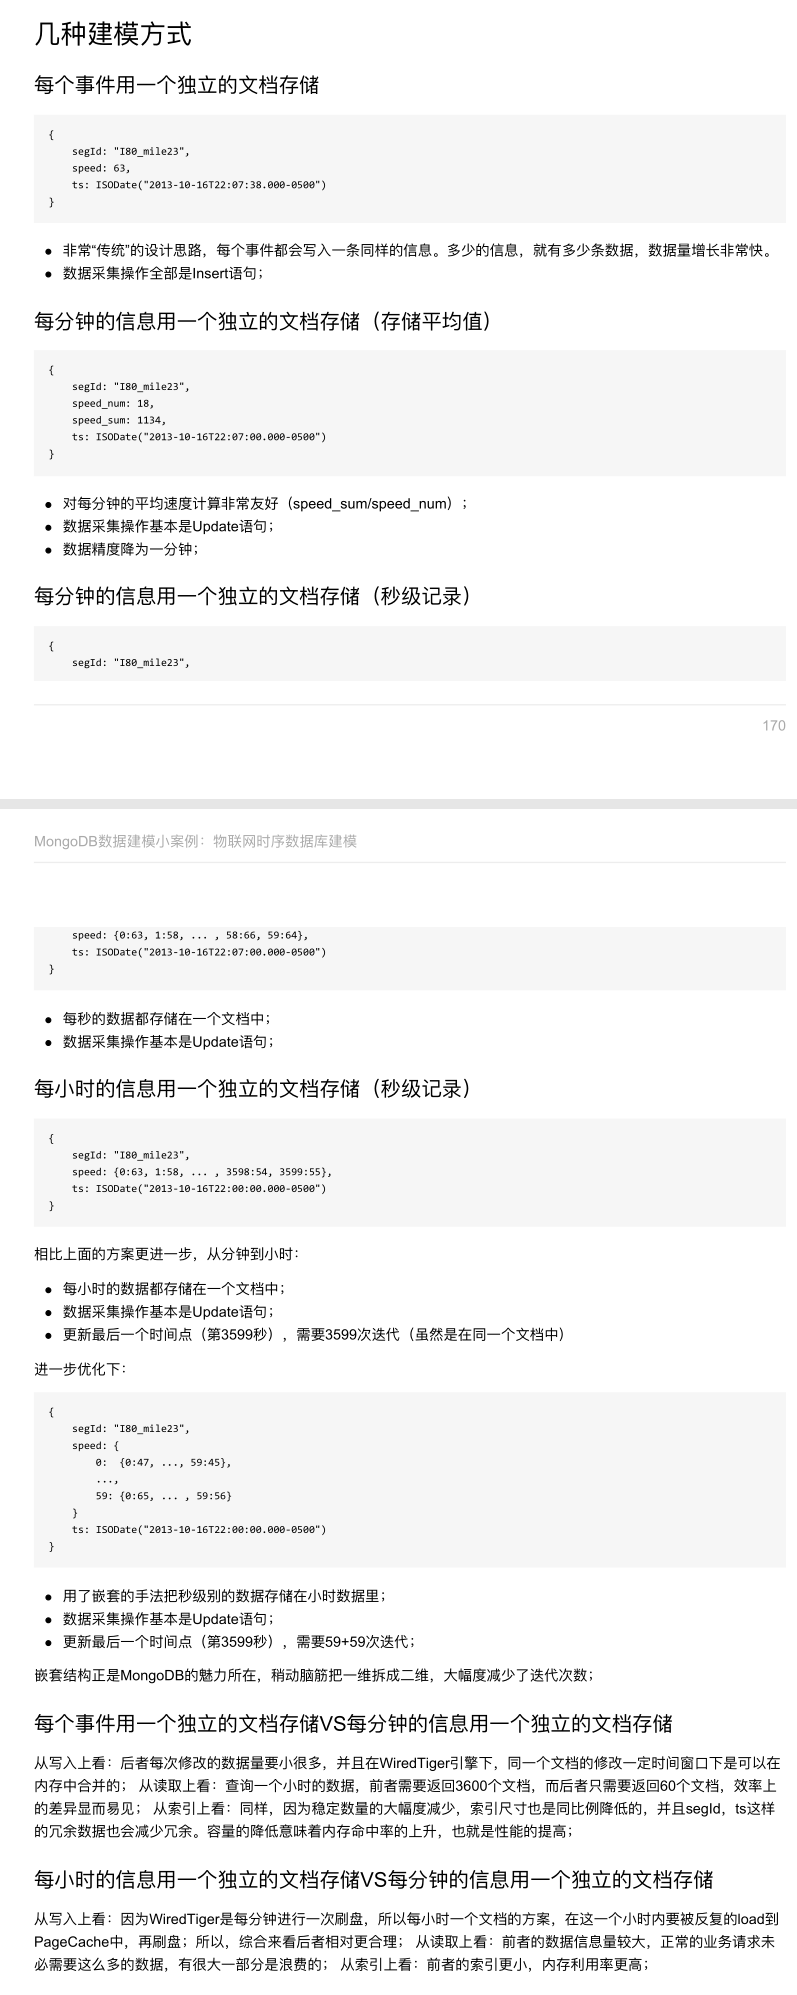 几种建模方式
每个事件用一个独立的文档存储
{
    segId: "I80_mile23",
    speed: 63,
    ts: ISODate("2013-10-16T22:07:38.000-0500")
}
● 非常“传统”的设计思路，每个事件都会写入一条同样的信息。多少的信息，就有多少条数据，数据量增长非常快。
● 数据采集操作全部是Insert语句；
每分钟的信息用一个独立的文档存储（存储平均值）
{
    segId: "I80_mile23",
    speed_num: 18,
    speed_sum: 1134,
    ts: ISODate("2013-10-16T22:07:00.000-0500")
}
● 对每分钟的平均速度计算非常友好（speed_sum/speed_num）；
● 数据采集操作基本是Update语句；
● 数据精度降为一分钟；
每分钟的信息用一个独立的文档存储（秒级记录）
{
    segId: "I80_mile23",
170
MongoDB数据建模小案例：物联网时序数据库建模
    speed: {0:63, 1:58, ... , 58:66, 59:64},
    ts: ISODate("2013-10-16T22:07:00.000-0500")
}
● 每秒的数据都存储在一个文档中；
● 数据采集操作基本是Update语句；
每小时的信息用一个独立的文档存储（秒级记录）
{
    segId: "I80_mile23",
    speed: {0:63, 1:58, ... , 3598:54, 3599:55},
    ts: ISODate("2013-10-16T22:00:00.000-0500")
}
相比上面的方案更进一步，从分钟到小时：
● 每小时的数据都存储在一个文档中；
● 数据采集操作基本是Update语句；
● 更新最后一个时间点（第3599秒），需要3599次迭代（虽然是在同一个文档中）
进一步优化下：
{
    segId: "I80_mile23",
    speed: {
        0:  {0:47, ..., 59:45},
        ...,
        59: {0:65, ... , 59:56}
    }
    ts: ISODate("2013-10-16T22:00:00.000-0500")
}
● 用了嵌套的手法把秒级别的数据存储在小时数据里；
● 数据采集操作基本是Update语句；
● 更新最后一个时间点（第3599秒），需要59+59次迭代；
嵌套结构正是MongoDB的魅力所在，稍动脑筋把一维拆成二维，大幅度减少了迭代次数；
每个事件用一个独立的文档存储VS每分钟的信息用一个独立的文档存储
从写入上看：后者每次修改的数据量要小很多，并且在WiredTiger引擎下，同一个文档的修改一定时间窗口下是可以在
内存中合并的； 从读取上看：查询一个小时的数据，前者需要返回3600个文档，而后者只需要返回60个文档，效率上
的差异显而易见； 从索引上看：同样，因为稳定数量的大幅度减少，索引尺寸也是同比例降低的，并且segId，ts这样
的冗余数据也会减少冗余。容量的降低意味着内存命中率的上升，也就是性能的提高；
每小时的信息用一个独立的文档存储VS每分钟的信息用一个独立的文档存储
从写入上看：因为WiredTiger是每分钟进行一次刷盘，所以每小时一个文档的方案，在这一个小时内要被反复的load到
PageCache中，再刷盘；所以，综合来看后者相对更合理； 从读取上看：前者的数据信息量较大，正常的业务请求未
必需要这么多的数据，有很大一部分是浪费的； 从索引上看：前者的索引更小，内存利用率更高；